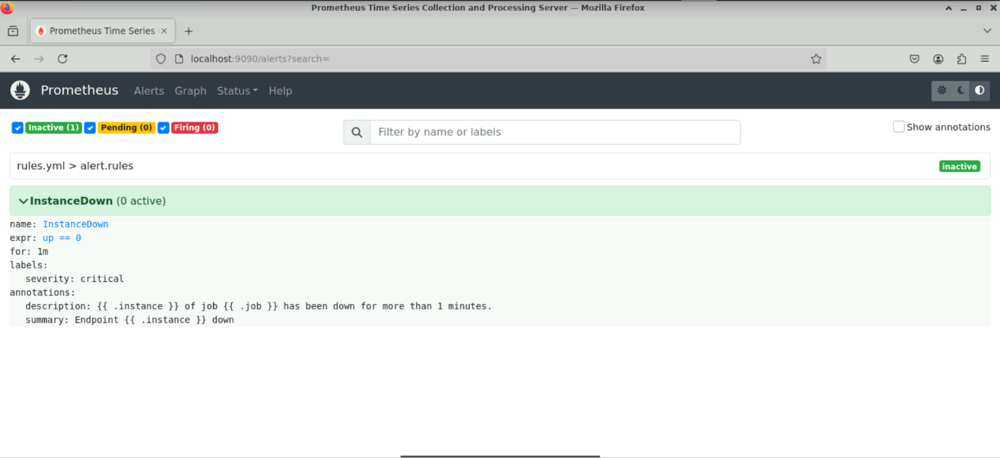 Prometheus Time Series Collection and Processing Server — Mozilla Firefox
Prometheus Time Series
localhost:9090/alerts?search=
Prometheus Alerts Graph Status Help
Inactive (1) Pending (0) Firing (0) Filter by name or labels Show annotations
rules.yml > alert.rules inactive
InstanceDown (0 active)
name: InstanceDown
expr: up == 0
for: 1m
labels:
severity: critical
annotations:
description: {{ .instance }} of job {{ .job }} has been down for more than 1 minutes.
summary: Endpoint {{ .instance }} down